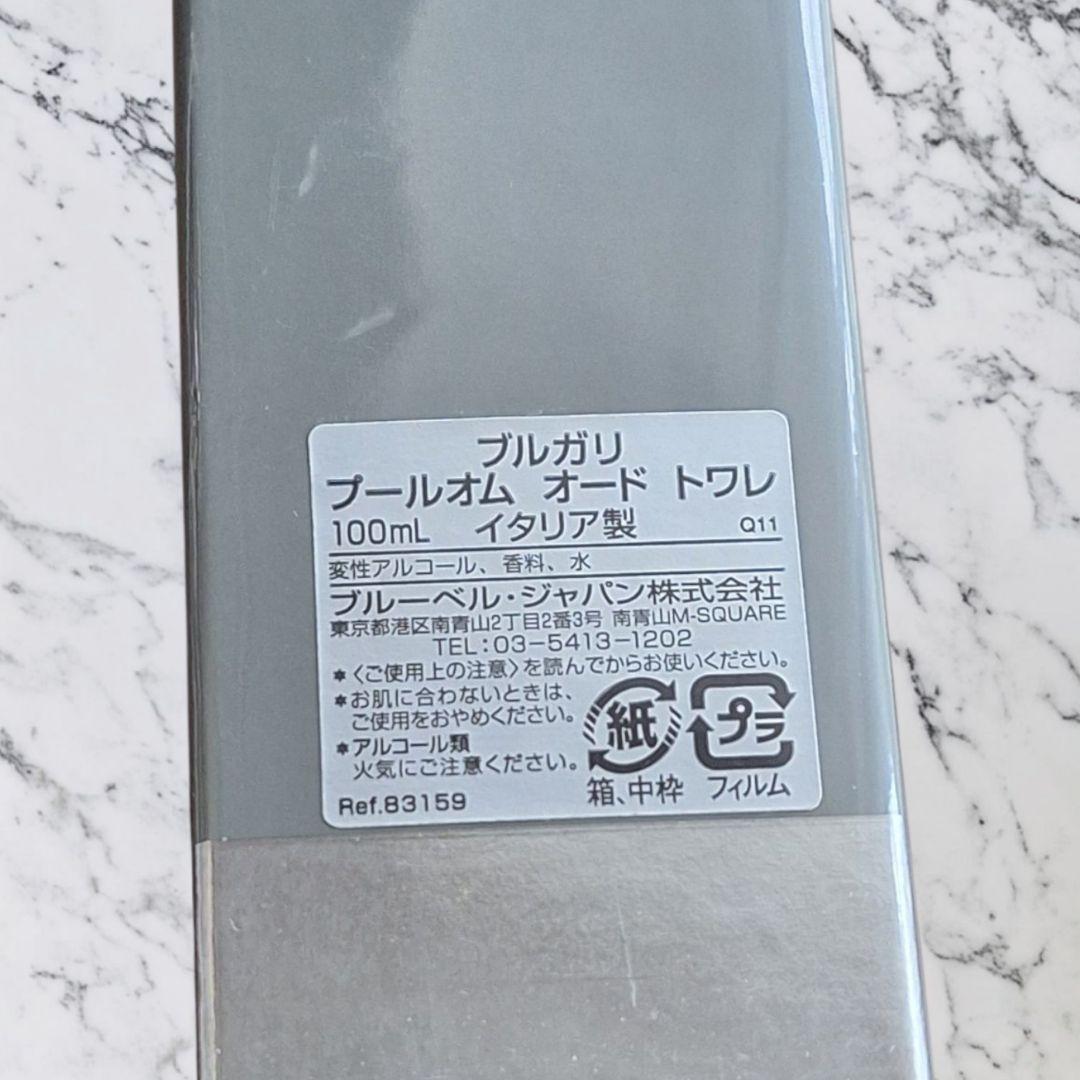 ブルガリ
プールオム オード トワレ
100mL イタリア製 Q11
変性アルコール、香料、水
ブルーベル・ジャパン株式会社
東京都港区南青山2丁目2番3号 南青山M-SQUARE
TEL:03-5413-1202
*〈ご使用上の注意〉を読んでからお使いください。
*お肌に合わないときは、
ご使用をおやめください。
*アルコール類
火気にご注意ください。
紙
箱、中枠
プラ
フィルム
Ref.83159